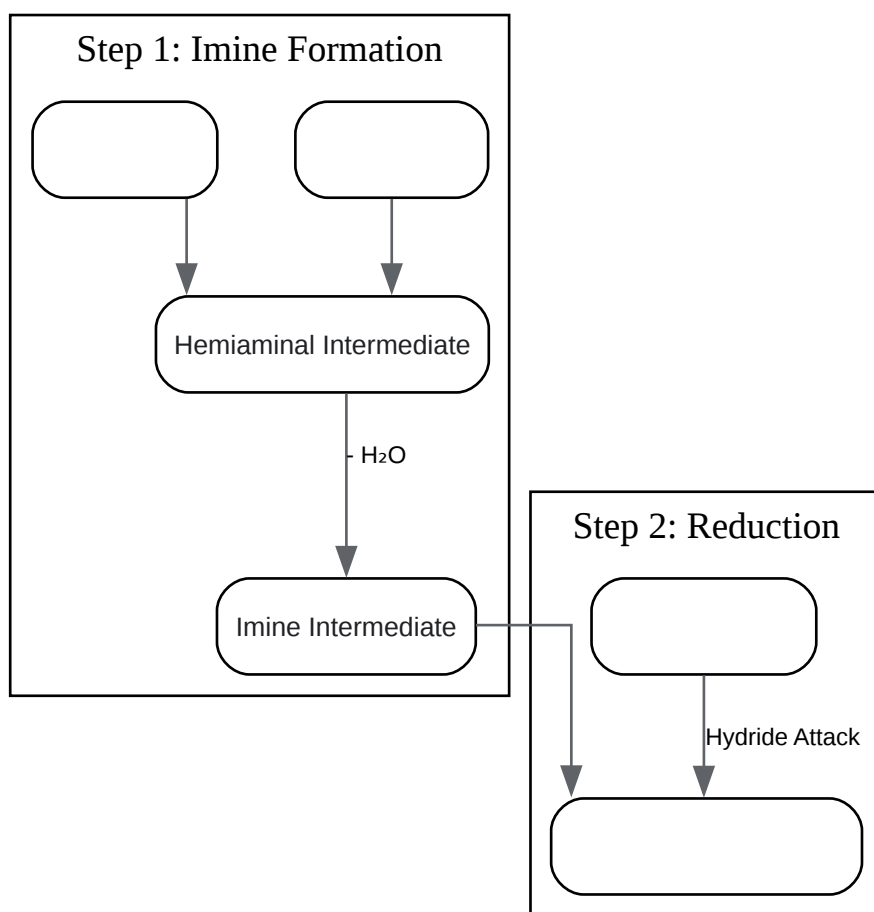 Step 1: Imine Formation
Hemiaminal Intermediate
- H₂O
Imine Intermediate
Step 2: Reduction
Hydride Attack